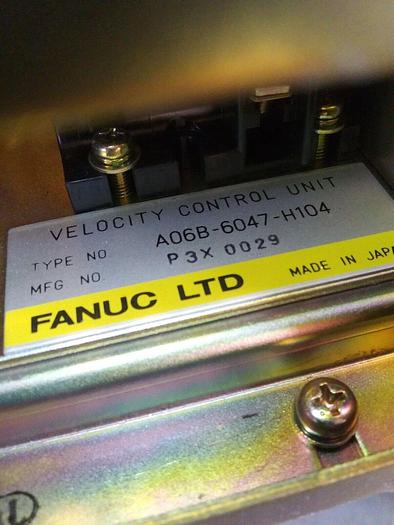 VELOCITY CONTROL UNIT
TYPE NO A06B-6047-H104
MFG NO. P3X 0029
FANUC LTD MADE IN JAPA